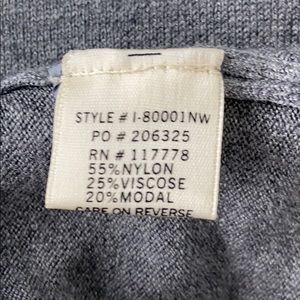 STYLE # I-80001NW
PO # 206325
RN # 117778
55%NYLON
25%VISCOSE
20%MODAL
CARE ON REVERSE